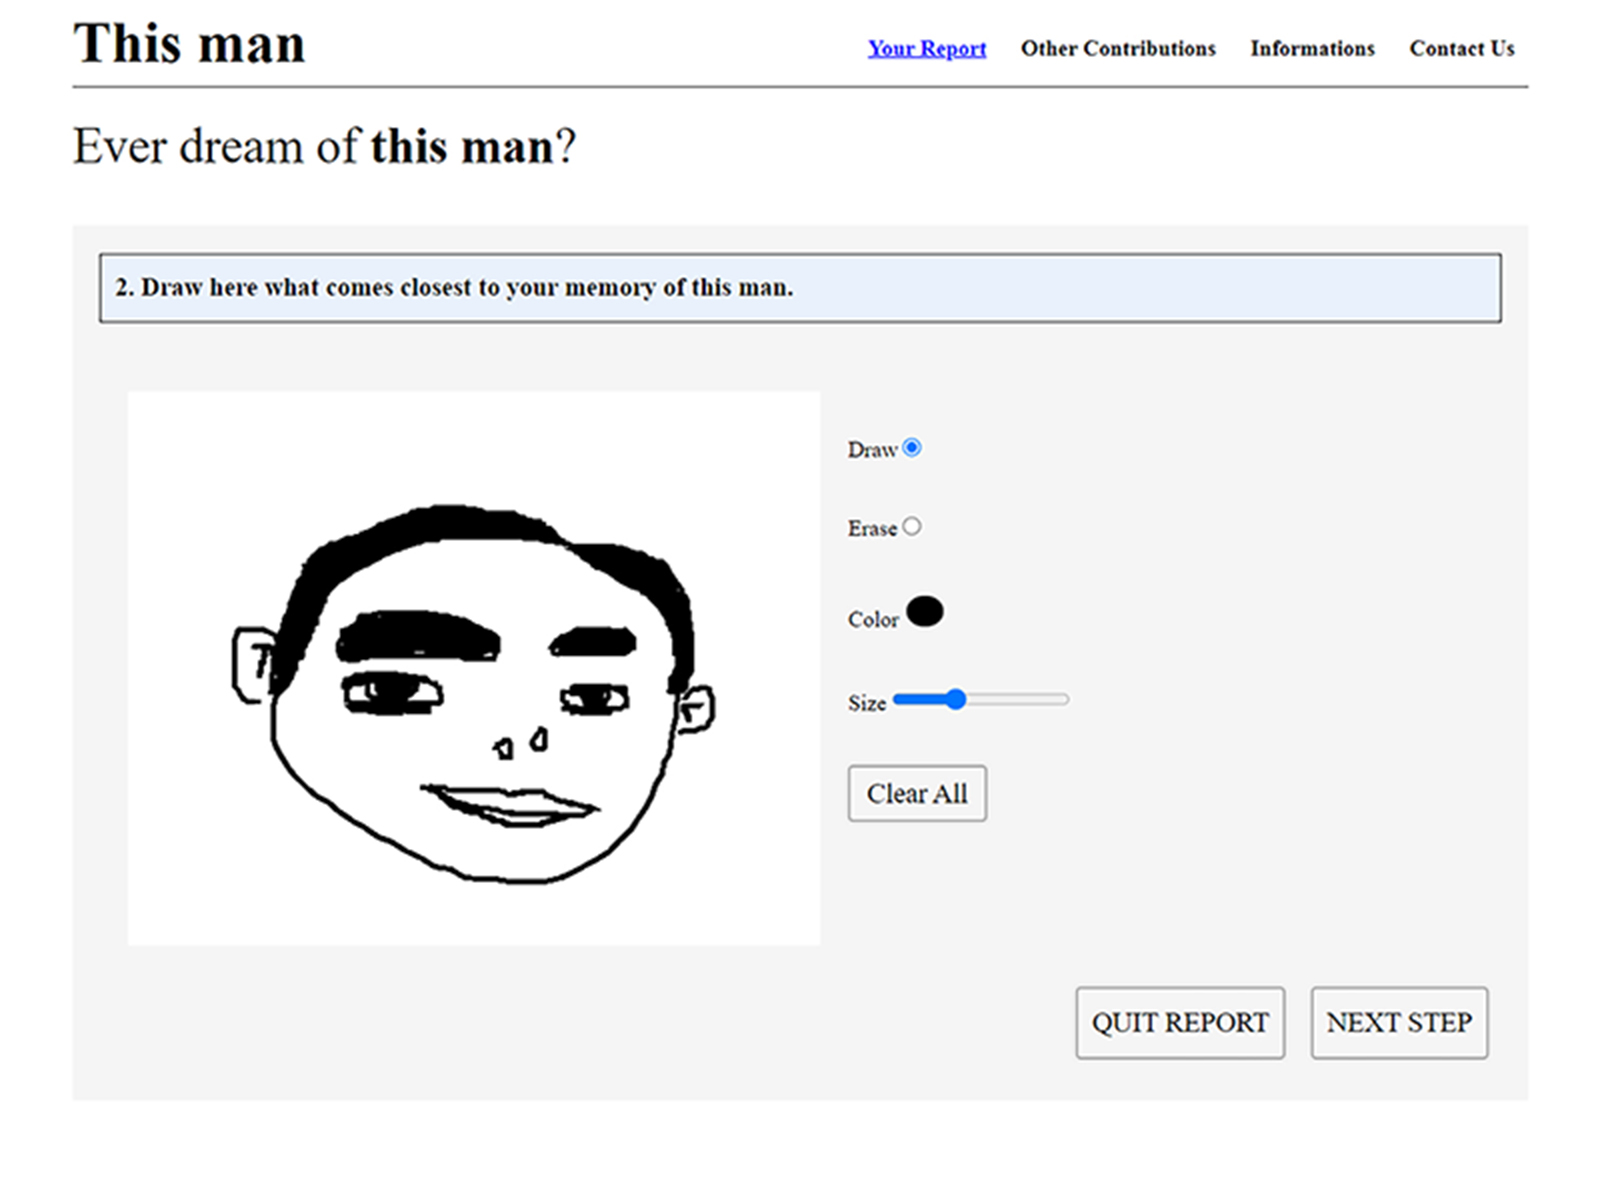 This man
Your Report Other Contributions Informations Contact Us
Ever dream of this man?
2. Draw here what comes closest to your memory of this man.
Draw
Erase
Color
Size
Clear All
QUIT REPORT NEXT STEP